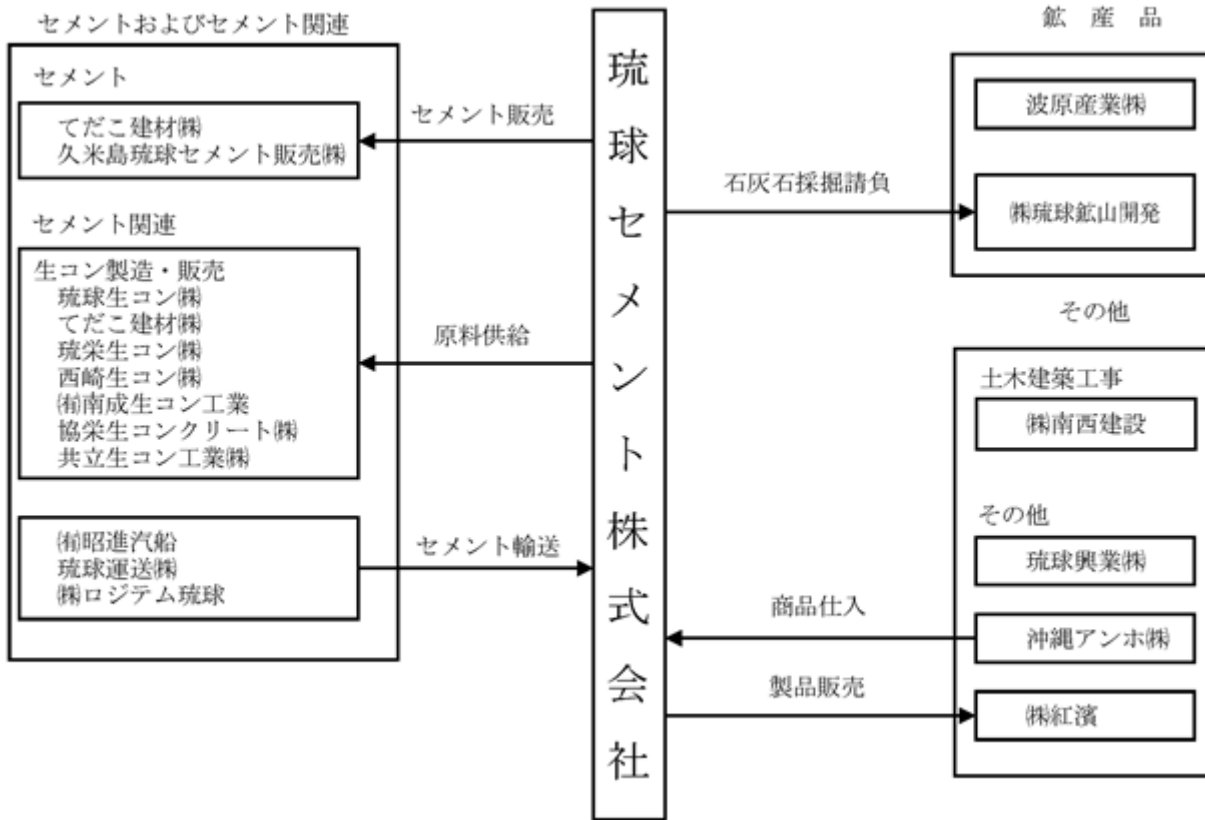 セメントおよびセメント関連
セメント
てだこ建材㈱
久米島琉球セメント販売㈱
セメント関連
生コン製造・販売
琉球生コン㈱
てだこ建材㈱
琉栄生コン㈱
西崎生コン㈱
㈲南成生コン工業
協栄生コンクリート㈱
共立生コン工業㈱
㈲昭進汽船
琉球運送㈱
㈱ロジテム琉球
セメント販売
原料供給
セメント輸送
琉球セメント株式会社
石灰石採掘請負
商品仕入
製品販売
鉱産品
波原産業㈱
㈱琉球鉱山開発
その他
土木建築工事
㈱南西建設
その他
琉球興業㈱
沖縄アンホ㈱
㈱紅濱